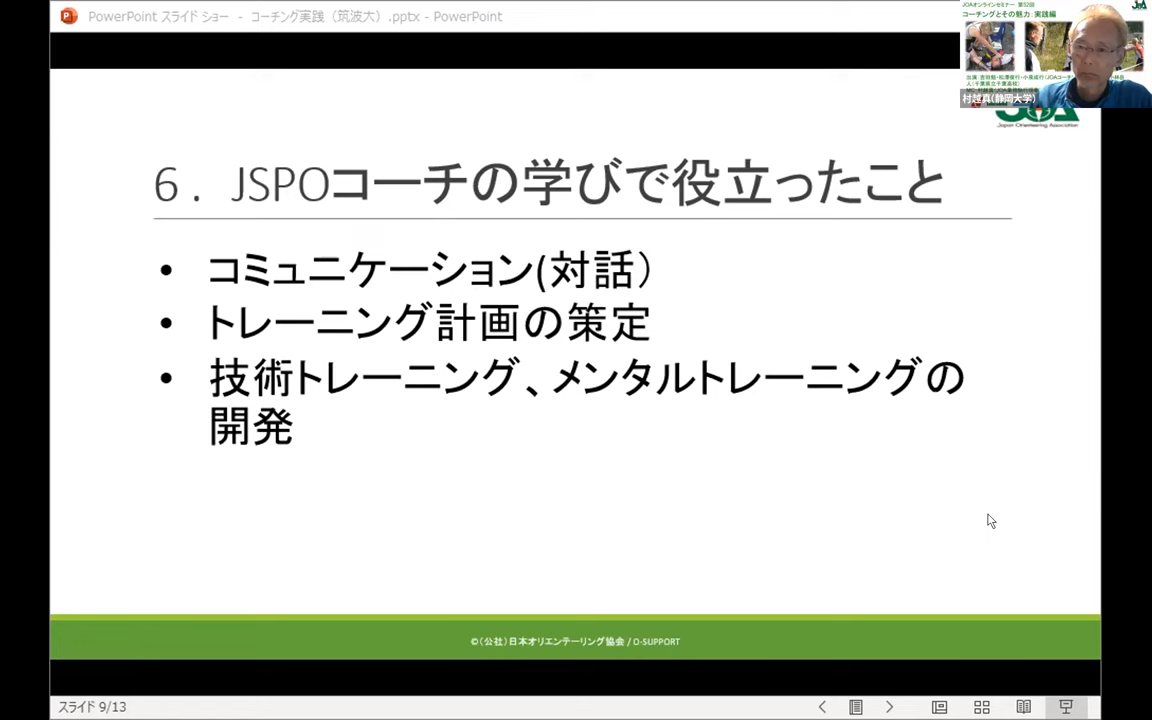 PowerPoint スライド ショー - コーチング実践（筑波大）.pptx - PowerPoint
JOAオンラインセミナー 第52回
コーチングとその魅力：実践編
村越真（静岡大学）
JOA
Japan Orienteering Association
6．JSPOコーチの学びで役立ったこと
• コミュニケーション(対話）
• トレーニング計画の策定
• 技術トレーニング、メンタルトレーニングの
開発
©（公社）日本オリエンテーリング協会 / O-SUPPORT
スライド 9/13